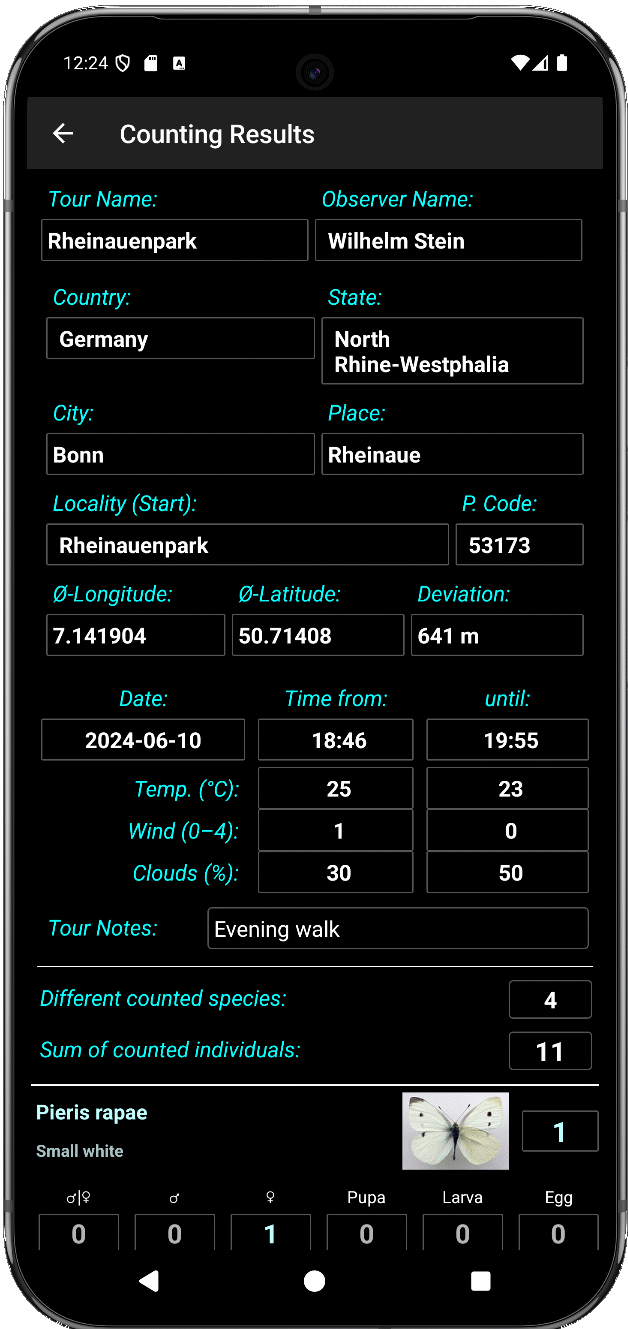 12:24
Counting Results
Tour Name: Observer Name:
Rheinauenpark Wilhelm Stein
Country: State:
Germany North
Rhine-Westphalia
City: Place:
Bonn Rheinaue
Locality (Start): P. Code:
Rheinauenpark 53173
Ø-Longitude: Ø-Latitude: Deviation:
7.141904 50.71408 641 m
Date: Time from: until:
2024-06-10 18:46 19:55
Temp. (°C): 25 23
Wind (0–4): 1 0
Clouds (%): 30 50
Tour Notes: Evening walk
Different counted species: 4
Sum of counted individuals: 11
Pieris rapae
1
Small white
♂|♀ ♂ ♀ Pupa Larva Egg
0 0 1 0 0 0